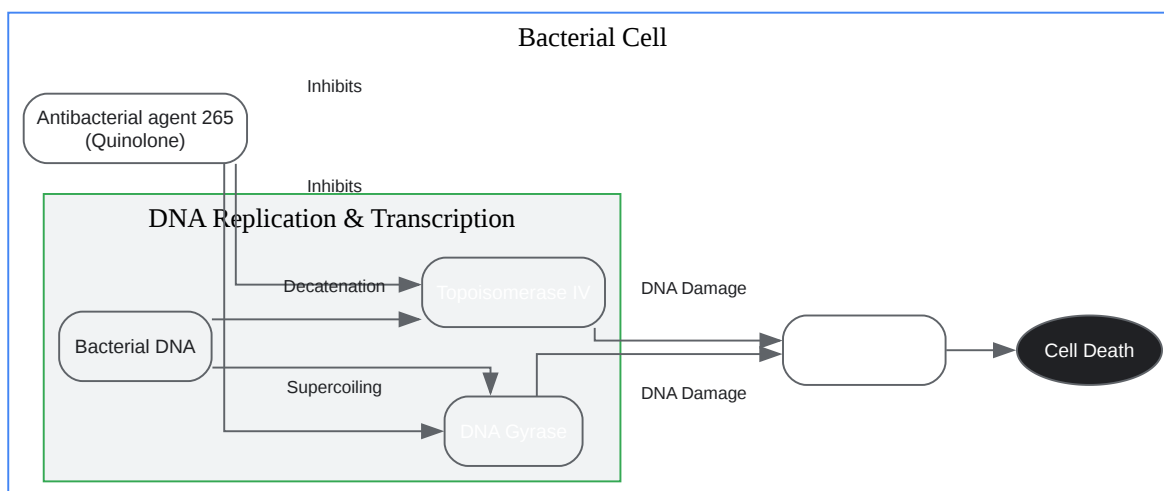 Bacterial Cell
Inhibits
Antibacterial agent 265
(Quinolone)
Inhibits
DNA Replication & Transcription
Decatenation
Topoisomerase IV
DNA Damage
Bacterial DNA
Cell Death
Supercoiling
DNA Damage
DNA Gyrase